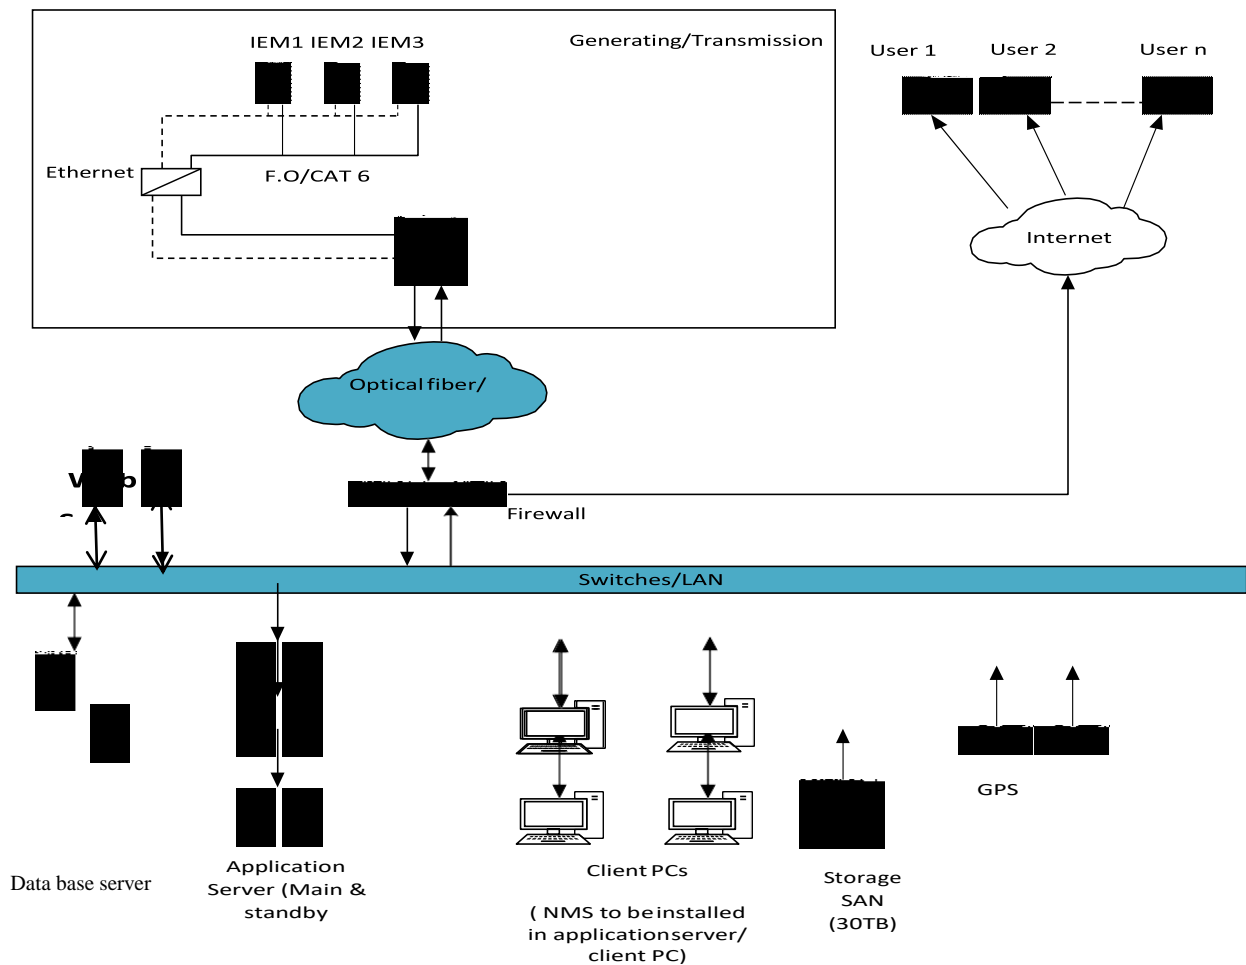 IEM1 IEM2 IEM3
Generating/Transmission
User 1
User 2
User n
Ethernet
F.O/CAT 6
Internet
Optical fiber/
Firewall
Switches/LAN
GPS
Data base server
Application
Server (Main &
standby
Client PCs
( NMS to be installed
in application server/
client PC)
Storage
SAN
(30TB)